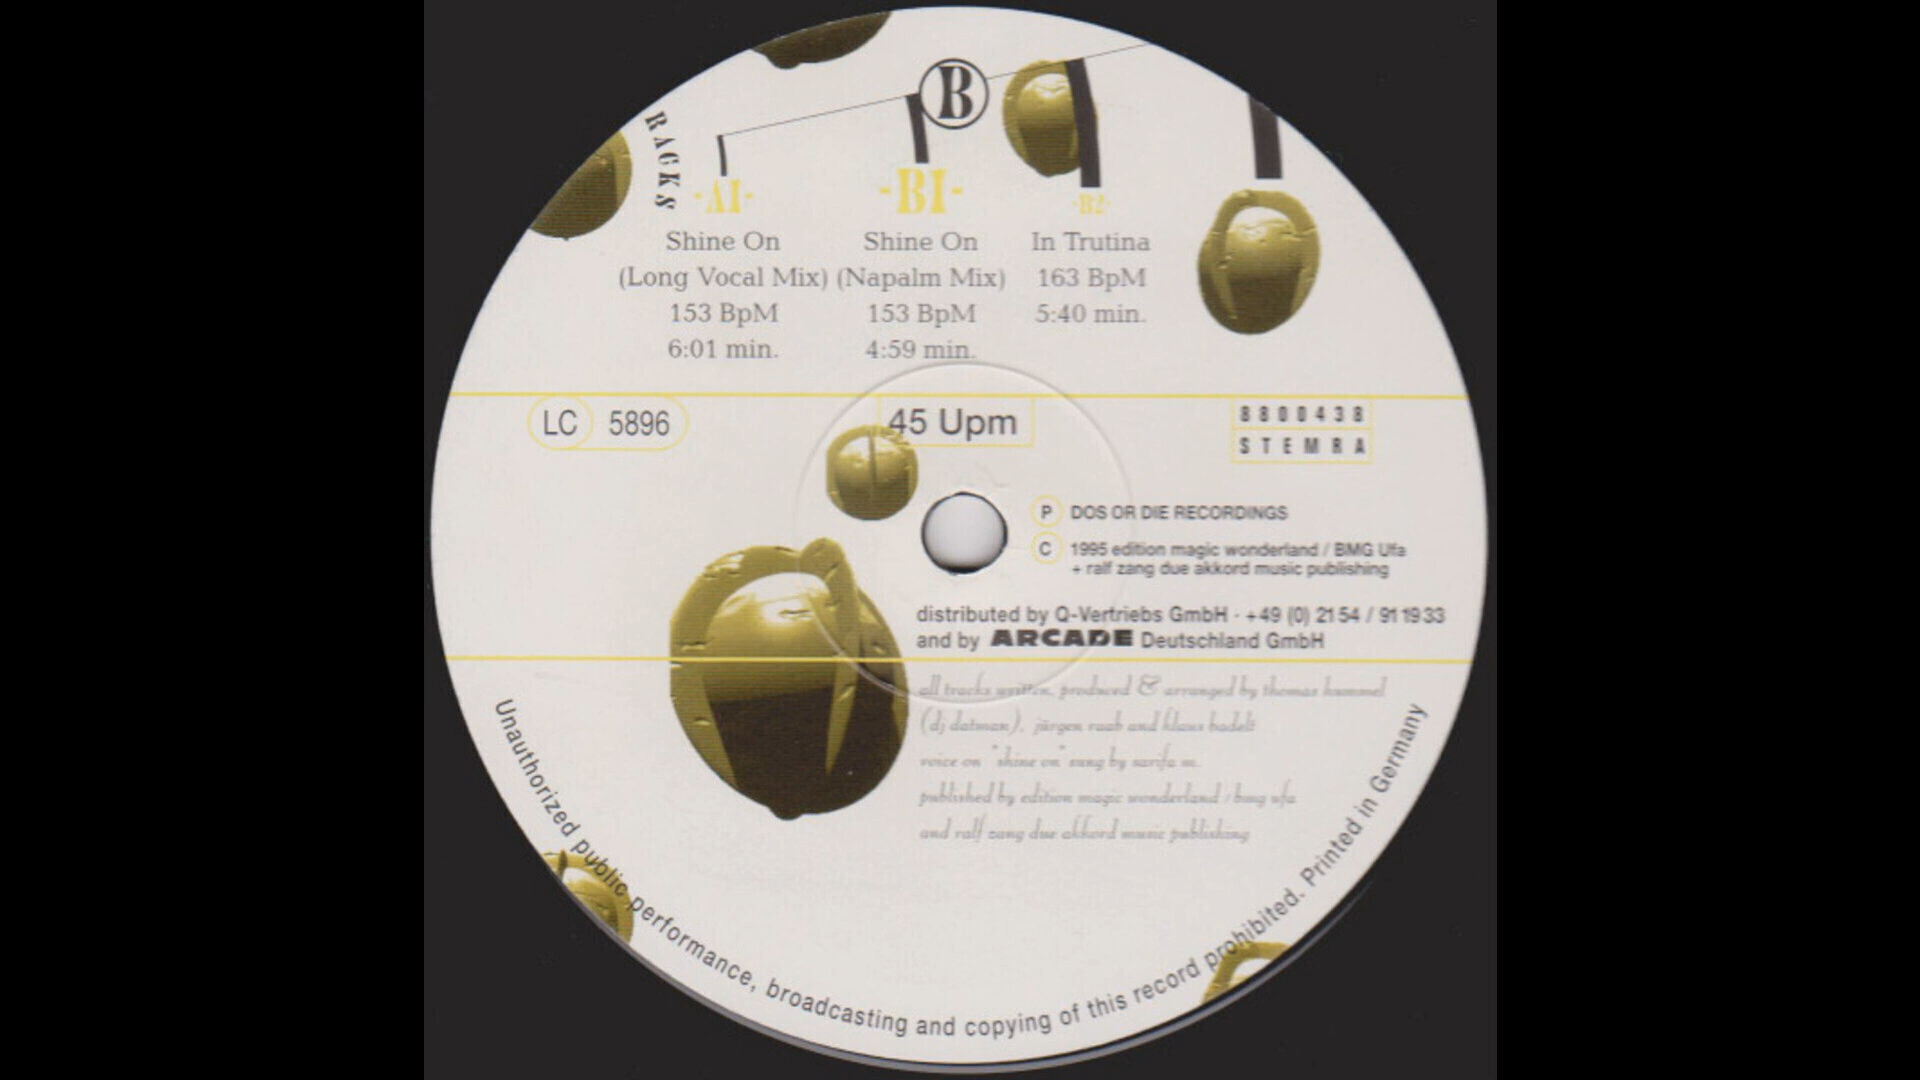 B
RACKS
-A1-
Shine On
(Long Vocal Mix)
153 BpM
6:01 min.
-B1-
Shine On
(Napalm Mix)
153 BpM
4:59 min.
-B2-
In Trutina
163 BpM
5:40 min.
LC 5896
45 Upm
8800438
STEMRA
P DOS OR DIE RECORDINGS
C 1995 edition magic wonderland / BMG Ufa
+ ralf zang due akkord music publishing
distributed by Q-Vertriebs GmbH · +49 (0) 21 54 / 91 19 33
and by ARCADE Deutschland GmbH
all tracks written, produced & arranged by thomas hummel
(dj datman), jürgen raab and klaus badelt
voice on "shine on" sung by sarifa m.
published by edition magic wonderland / bmg ufa
and ralf zang due akkord music publishing
Unauthorized public performance, broadcasting and copying of this record prohibited. Printed in Germany